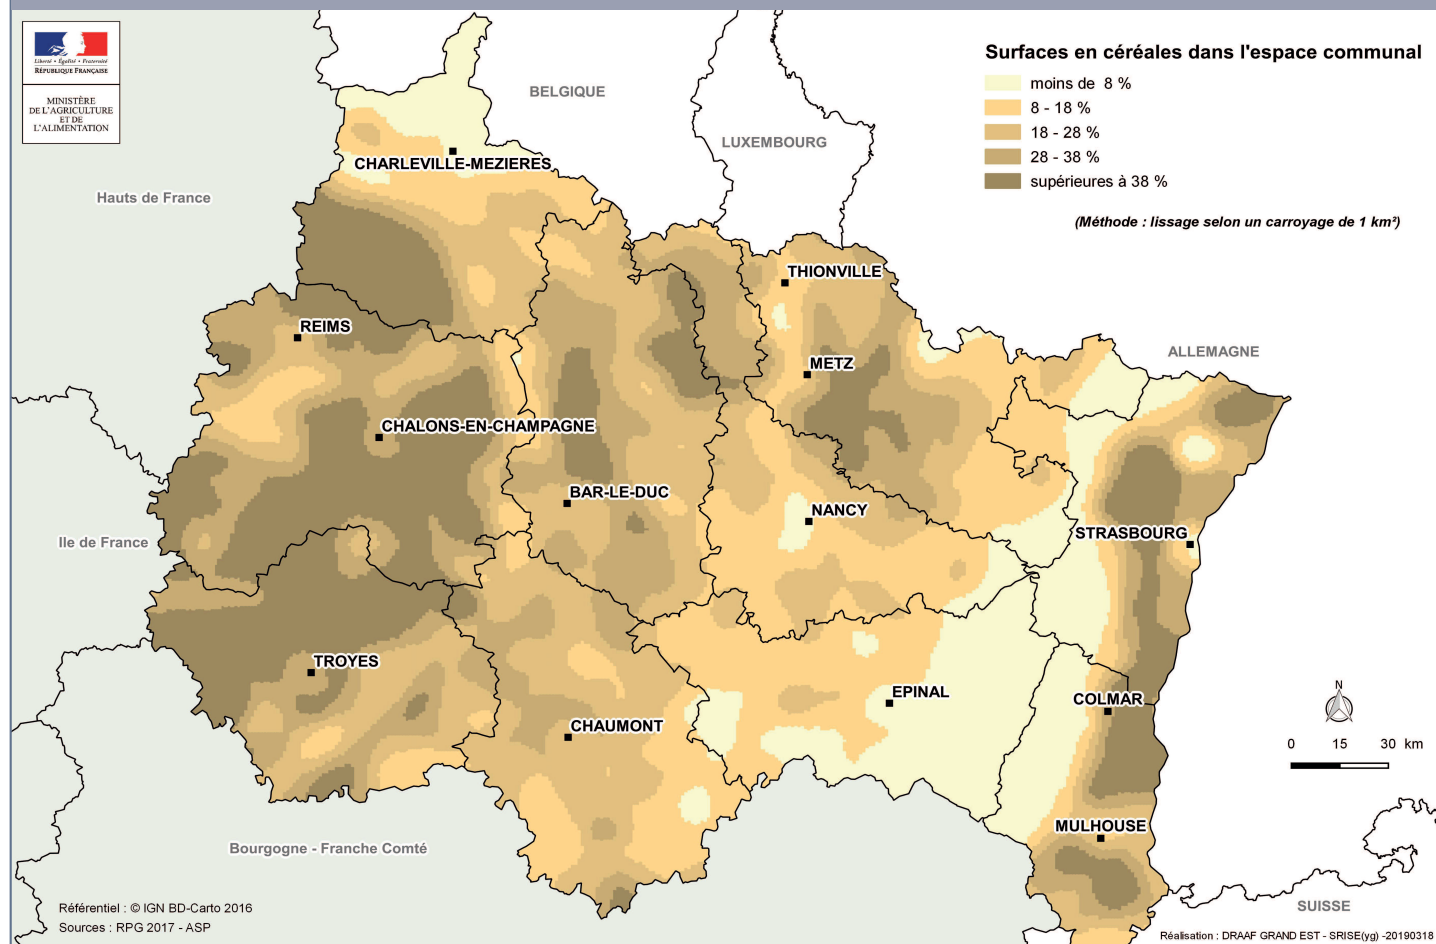 Liberté • Égalité • Fraternité
RÉPUBLIQUE FRANÇAISE
MINISTÈRE
DE L'AGRICULTURE
ET DE
L'ALIMENTATION
Surfaces en céréales dans l'espace communal
moins de 8 %
8 - 18 %
18 - 28 %
28 - 38 %
supérieures à 38 %
(Méthode : lissage selon un carroyage de 1 km²)
BELGIQUE
LUXEMBOURG
CHARLEVILLE-MEZIERES
Hauts de France
THIONVILLE
REIMS
ALLEMAGNE
METZ
CHALONS-EN-CHAMPAGNE
BAR-LE-DUC
NANCY
STRASBOURG
Ile de France
TROYES
EPINAL
COLMAR
CHAUMONT
N
0 15 30 km
MULHOUSE
Bourgogne - Franche Comté
SUISSE
Référentiel : © IGN BD-Carto 2016
Sources : RPG 2017 - ASP
Réalisation : DRAAF GRAND EST - SRISE(yg) -20190318